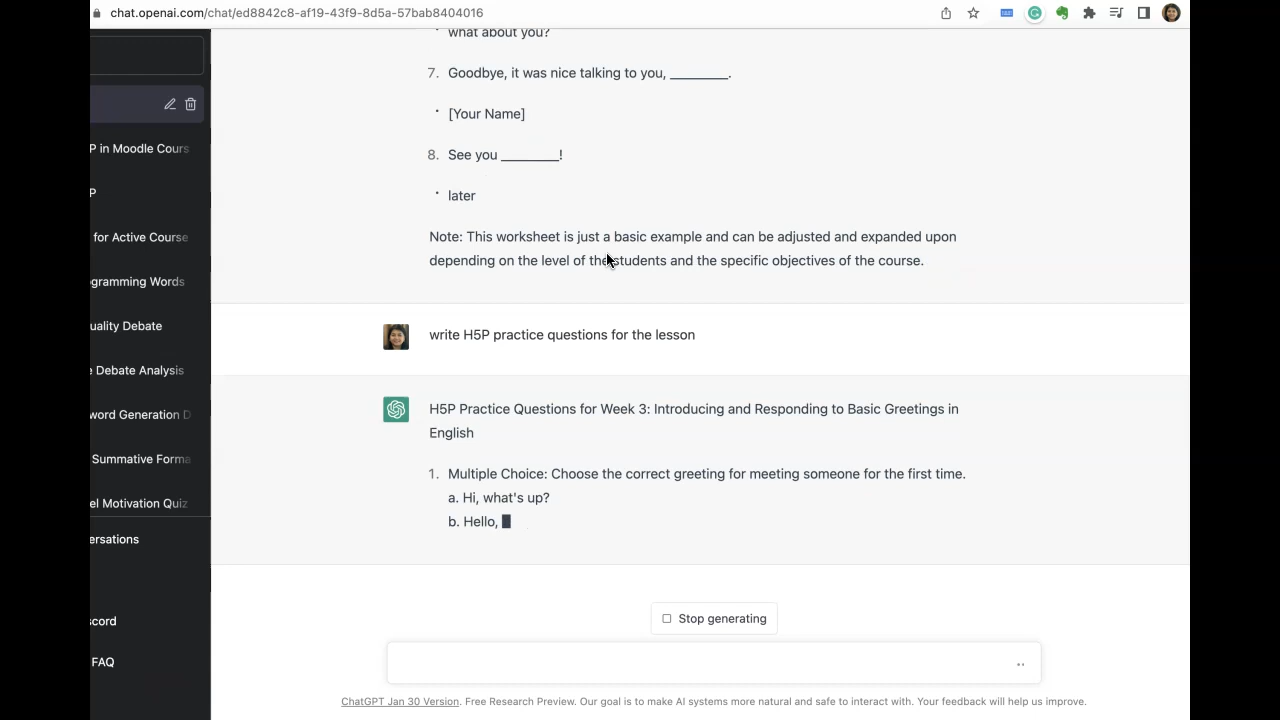 chat.openai.com/chat/ed8842c8-af19-43f9-8d5a-57bab8404016
what about you?
7. Goodbye, it was nice talking to you, ________.
[Your Name]
8. See you ________!
later
Note: This worksheet is just a basic example and can be adjusted and expanded upon
depending on the level of the students and the specific objectives of the course.
write H5P practice questions for the lesson
H5P Practice Questions for Week 3: Introducing and Responding to Basic Greetings in
English
1. Multiple Choice: Choose the correct greeting for meeting someone for the first time.
a. Hi, what's up?
b. Hello,
P in Moodle Cours
P
for Active Course
gramming Words
uality Debate
e Debate Analysis
word Generation D
Summative Forma
el Motivation Quiz
ersations
scord
FAQ
Stop generating
ChatGPT Jan 30 Version. Free Research Preview. Our goal is to make AI systems more natural and safe to interact with. Your feedback will help us improve.